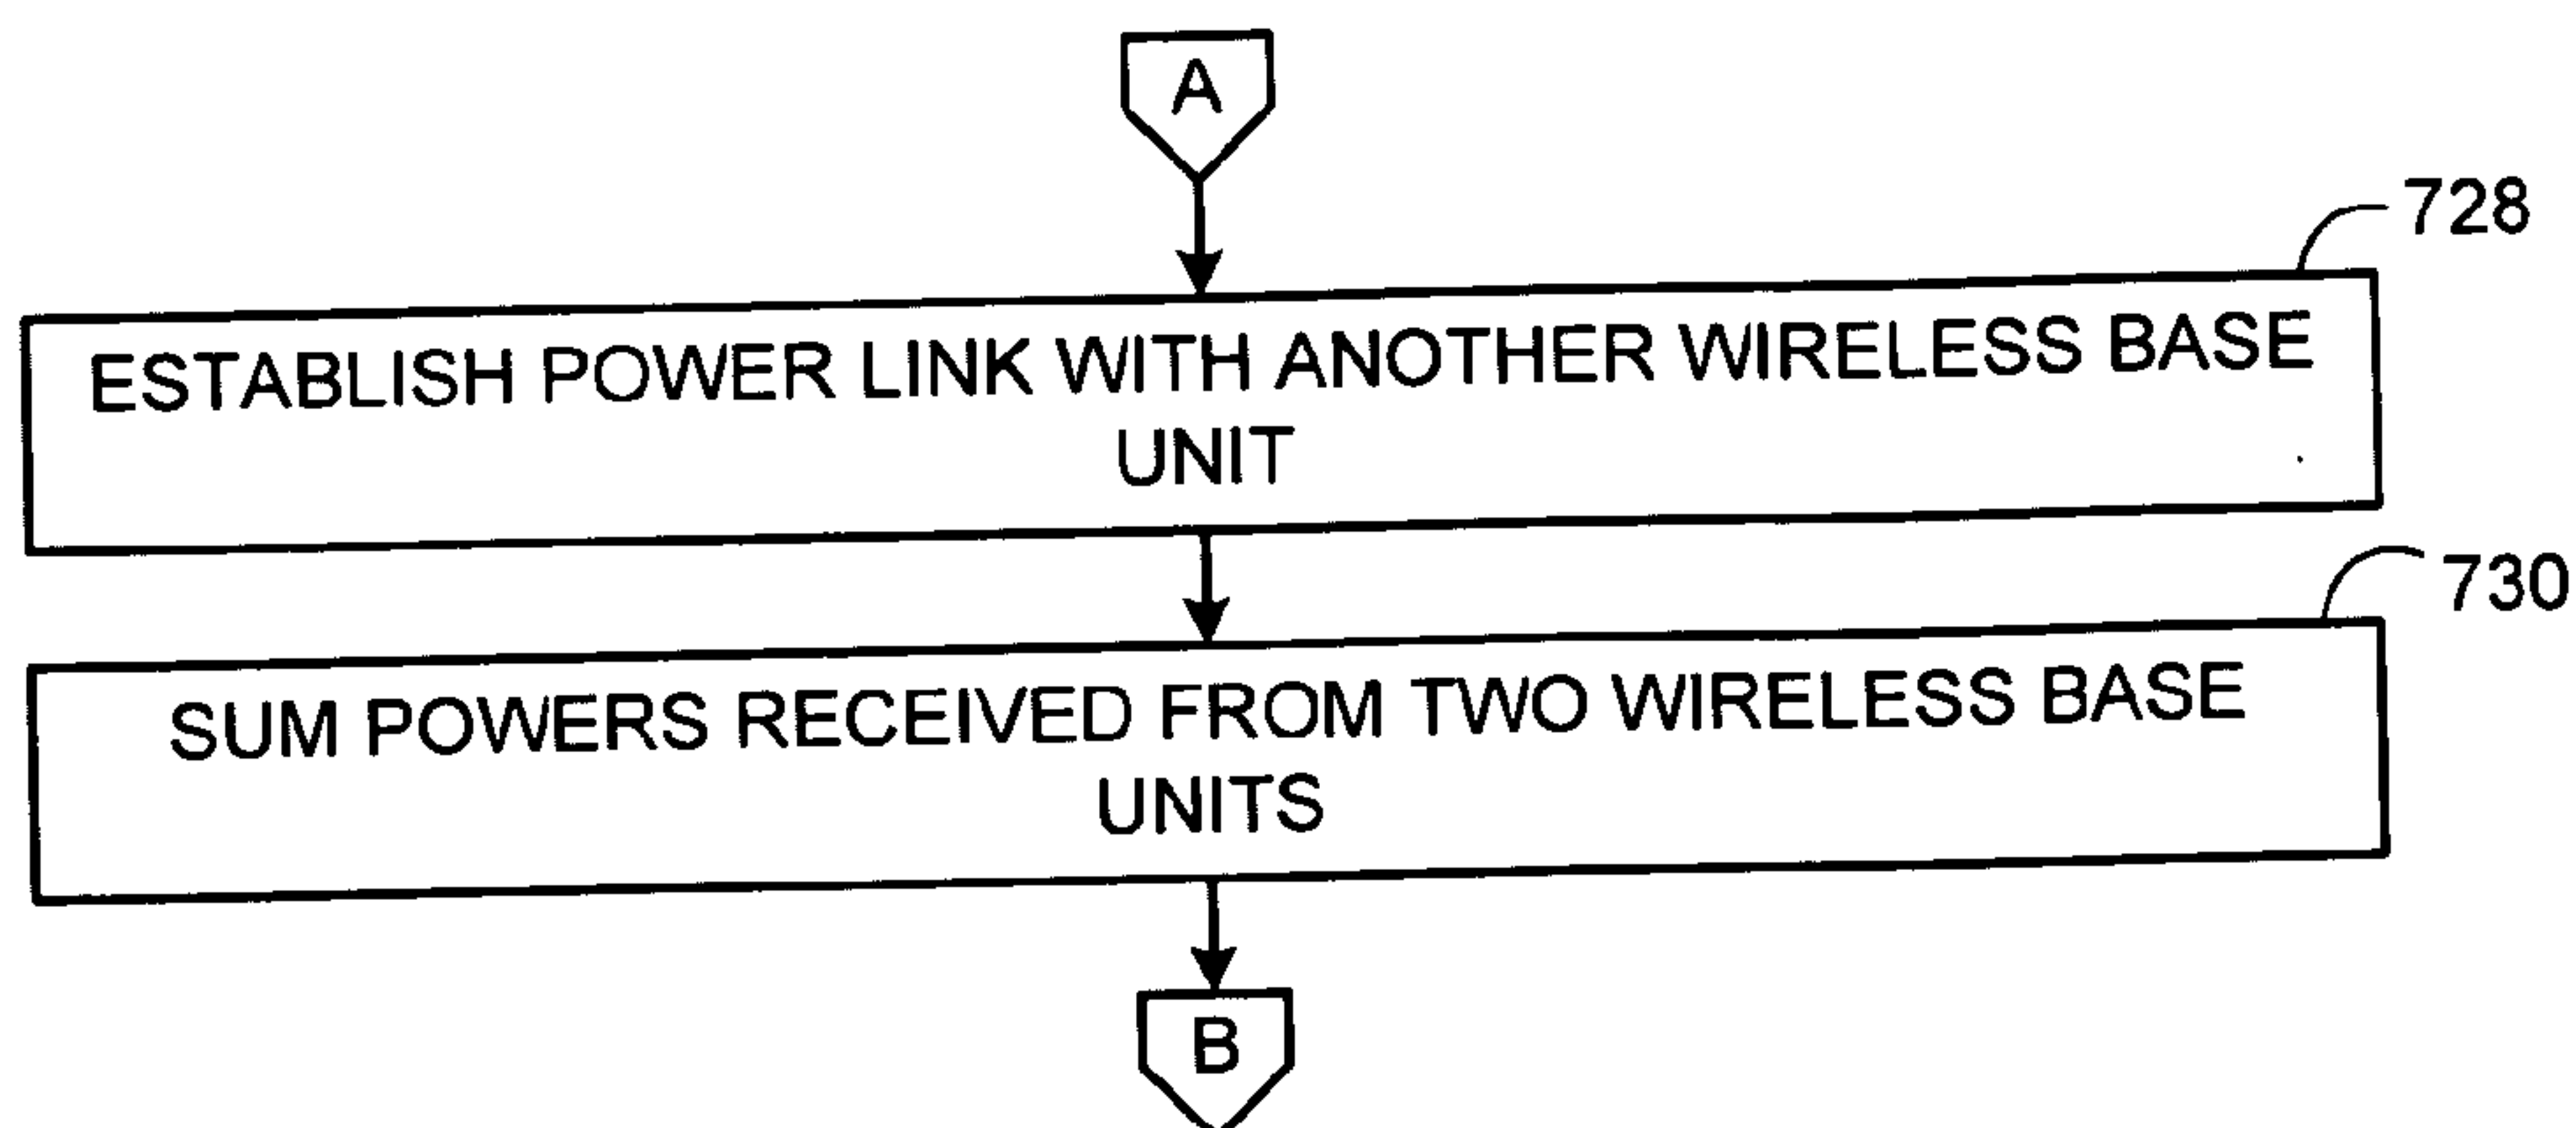 A
728
ESTABLISH POWER LINK WITH ANOTHER WIRELESS BASE
UNIT
730
SUM POWERS RECEIVED FROM TWO WIRELESS BASE
UNITS
B